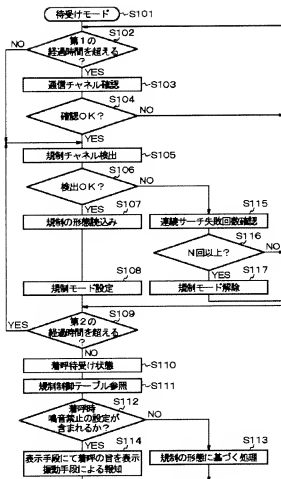 待受けモード S101
S102
第1の
経過時間を超える
?
NO
YES
通信チャネル確認 S103
S104
確認OK?
NO
YES
規制チャネル検出 S105
S106
検出OK?
NO
YES
S107
規制の形態読込み
S115
連続サーチ失敗回数確認
S116
N回以上?
NO
YES
S117
規制モード解除
S108
規制モード設定
S109
第2の
経過時間を超える
?
YES
NO
着呼待受け状態 S110
規制制御テーブル参照 S111
S112
着呼時
鳴音禁止の設定が
含まれるか?
NO
YES
S114
表示手段にて着呼の旨を表示
振動手段による報知
S113
規制の形態に基づく処理